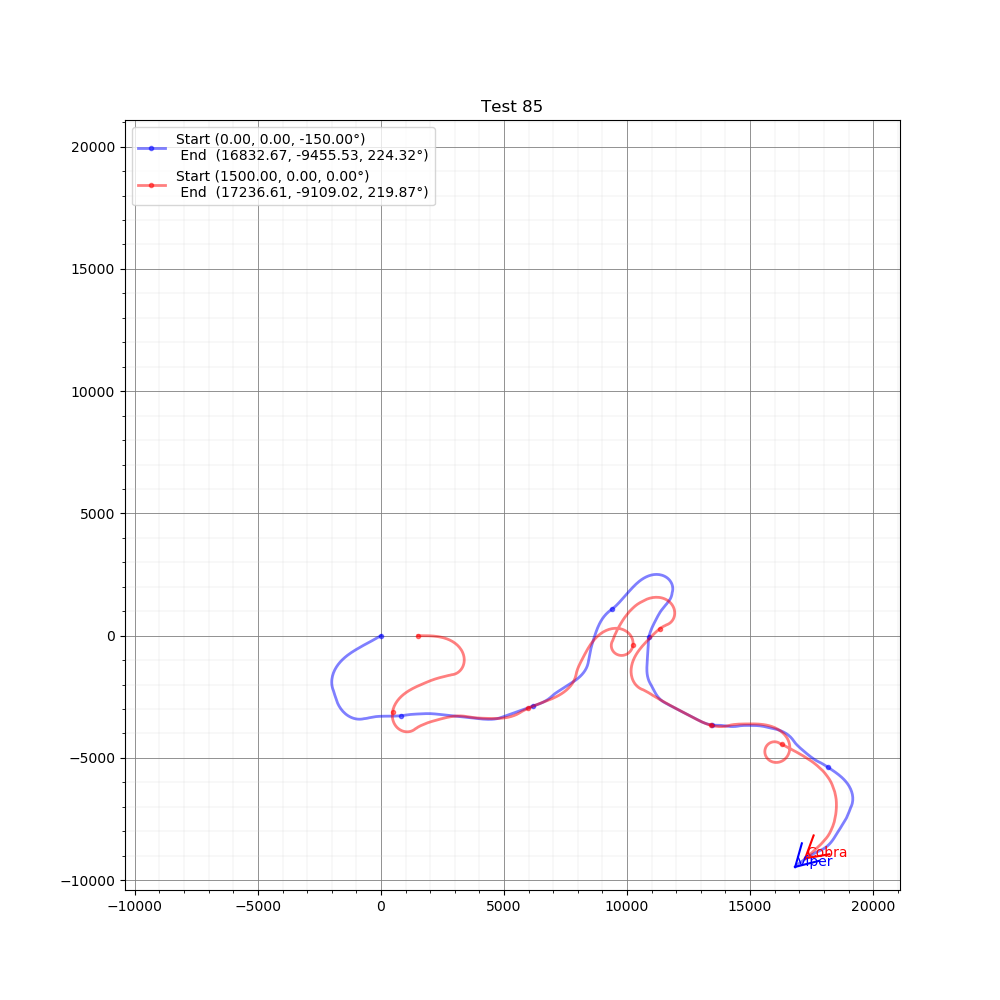 Test 85
Start (0.00, 0.00, -150.00°)
End  (16832.67, -9455.53, 224.32°)
Start (1500.00, 0.00, 0.00°)
End  (17236.61, -9109.02, 219.87°)
20000
15000
10000
5000
0
−5000
−10000
Cobra
Viper
−10000 −5000 0 5000 10000 15000 20000